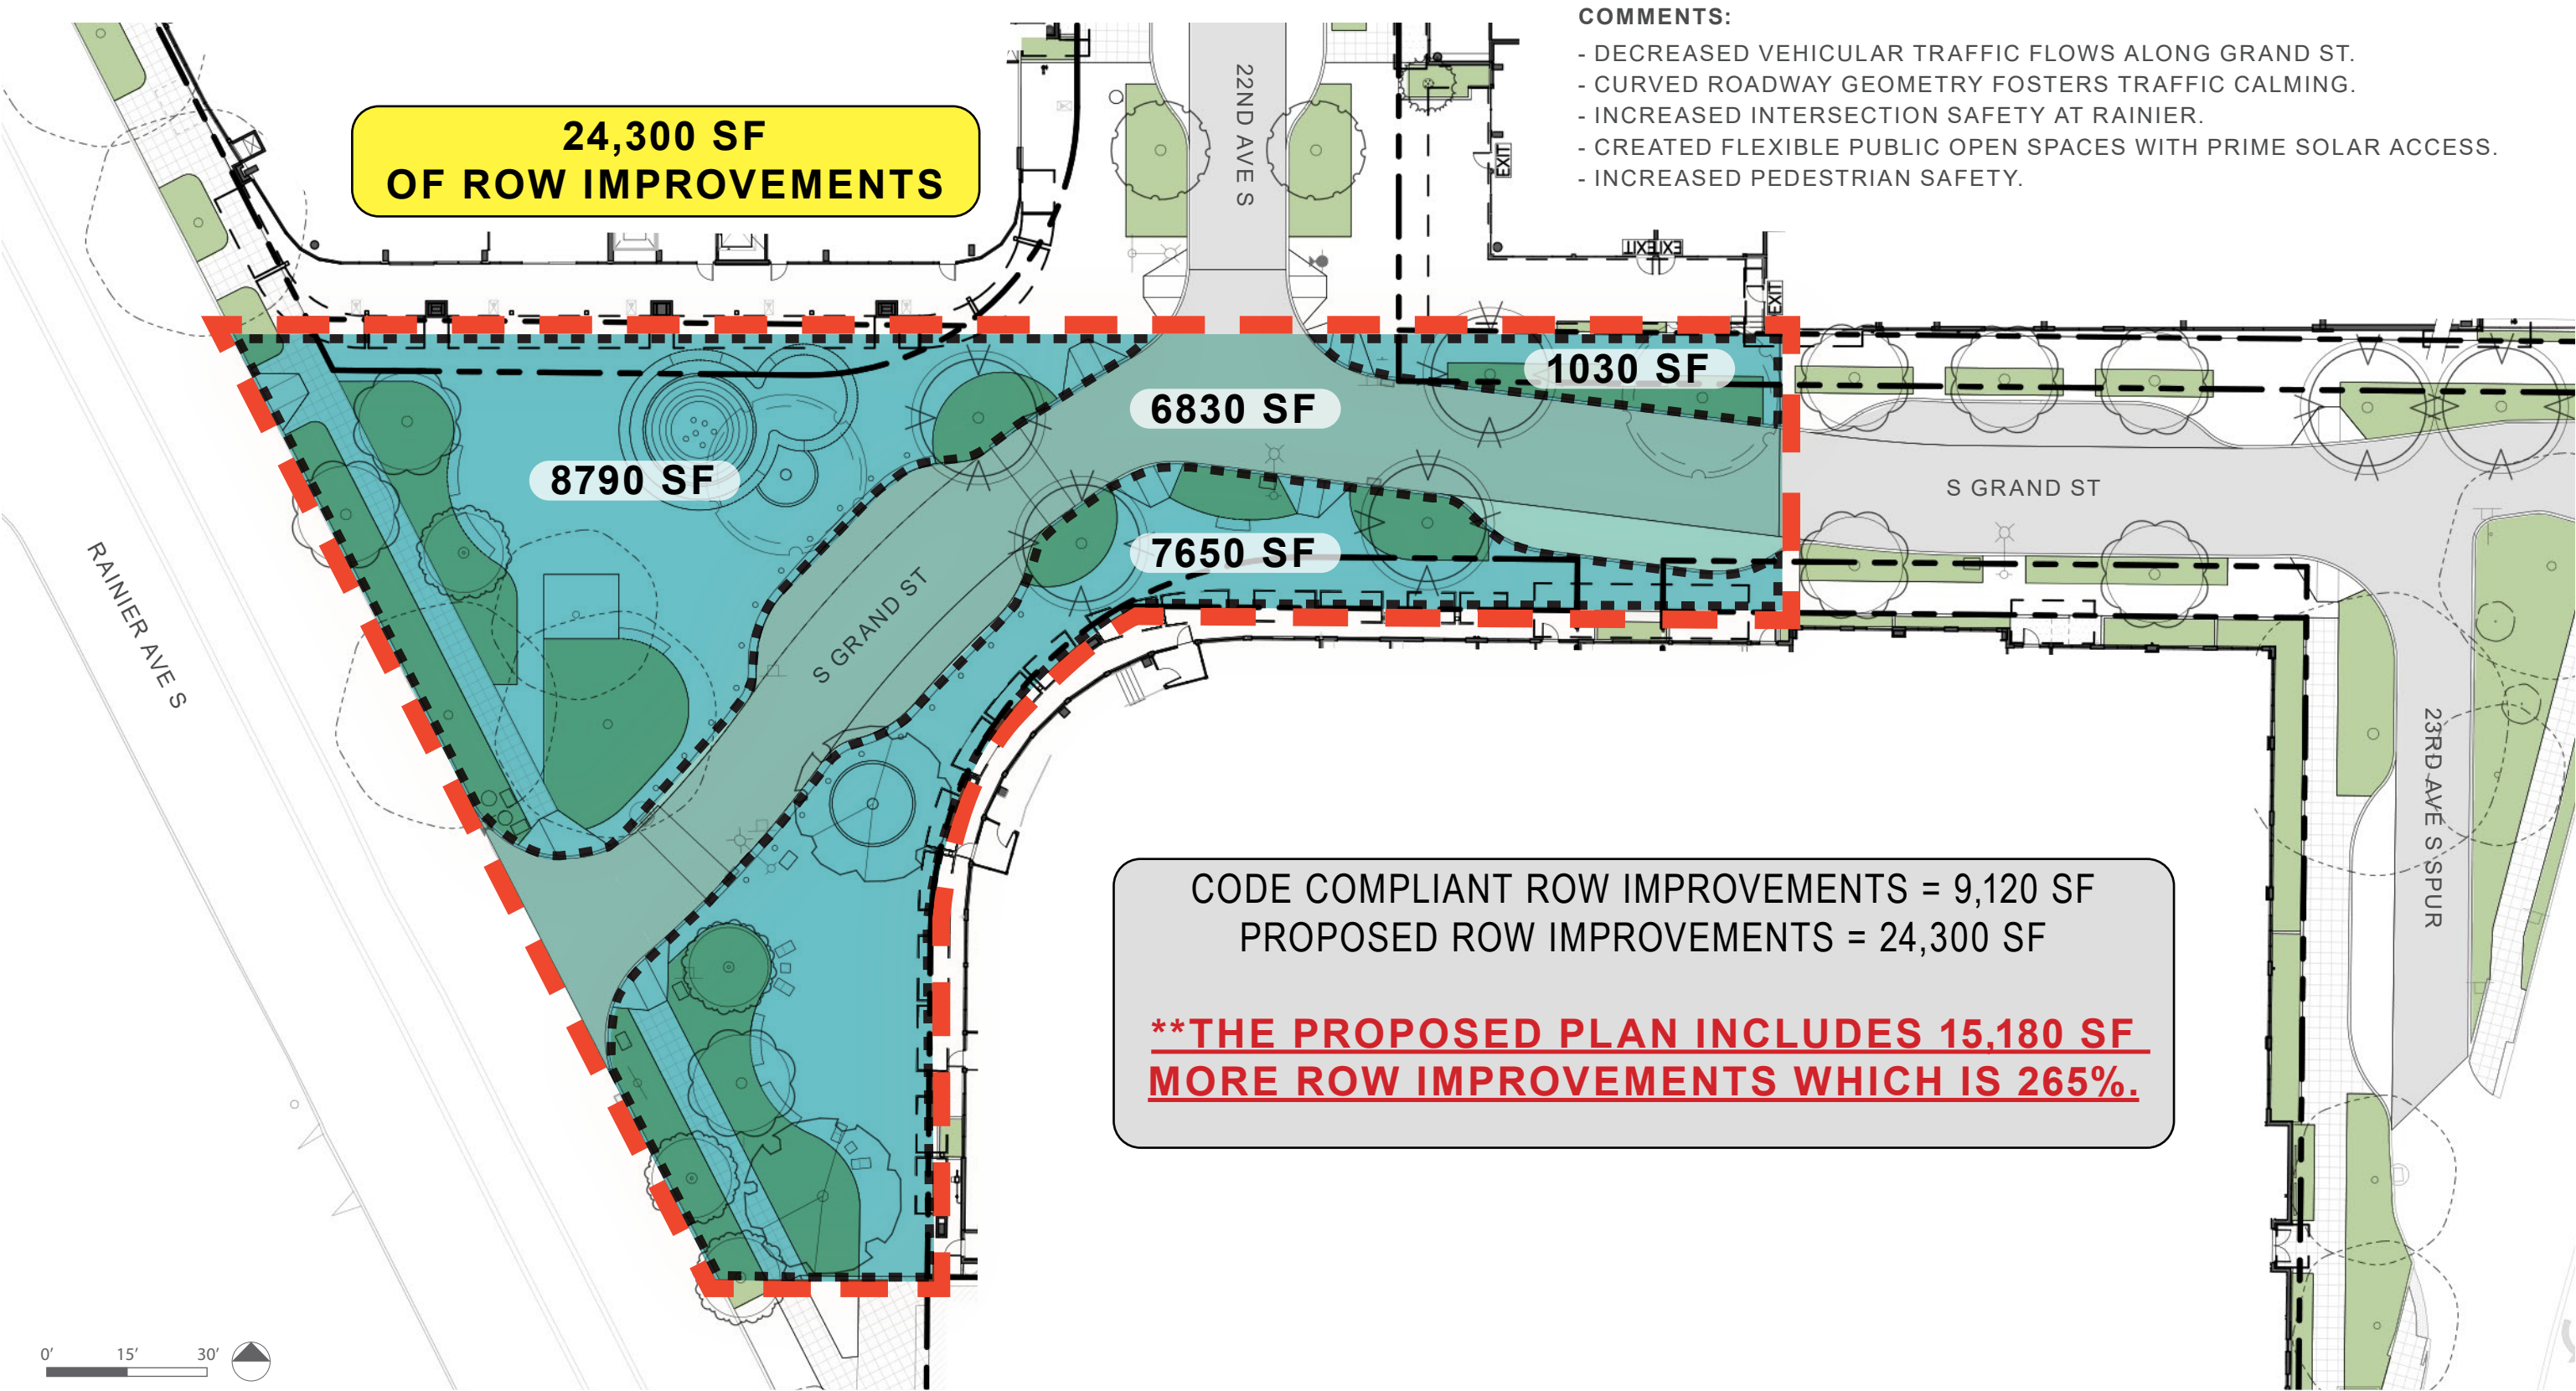 COMMENTS:
- DECREASED VEHICULAR TRAFFIC FLOWS ALONG GRAND ST.
- CURVED ROADWAY GEOMETRY FOSTERS TRAFFIC CALMING.
- INCREASED INTERSECTION SAFETY AT RAINIER.
- CREATED FLEXIBLE PUBLIC OPEN SPACES WITH PRIME SOLAR ACCESS.
- INCREASED PEDESTRIAN SAFETY.
24,300 SF
OF ROW IMPROVEMENTS
22ND AVE S
EXIT
EXIT
EXIT
EXIT
1030 SF
6830 SF
8790 SF
7650 SF
S GRAND ST
S GRAND ST
RAINIER AVE S
23RD AVE S SPUR
CODE COMPLIANT ROW IMPROVEMENTS = 9,120 SF
PROPOSED ROW IMPROVEMENTS = 24,300 SF
**THE PROPOSED PLAN INCLUDES 15,180 SF
MORE ROW IMPROVEMENTS WHICH IS 265%.
0' 15' 30'